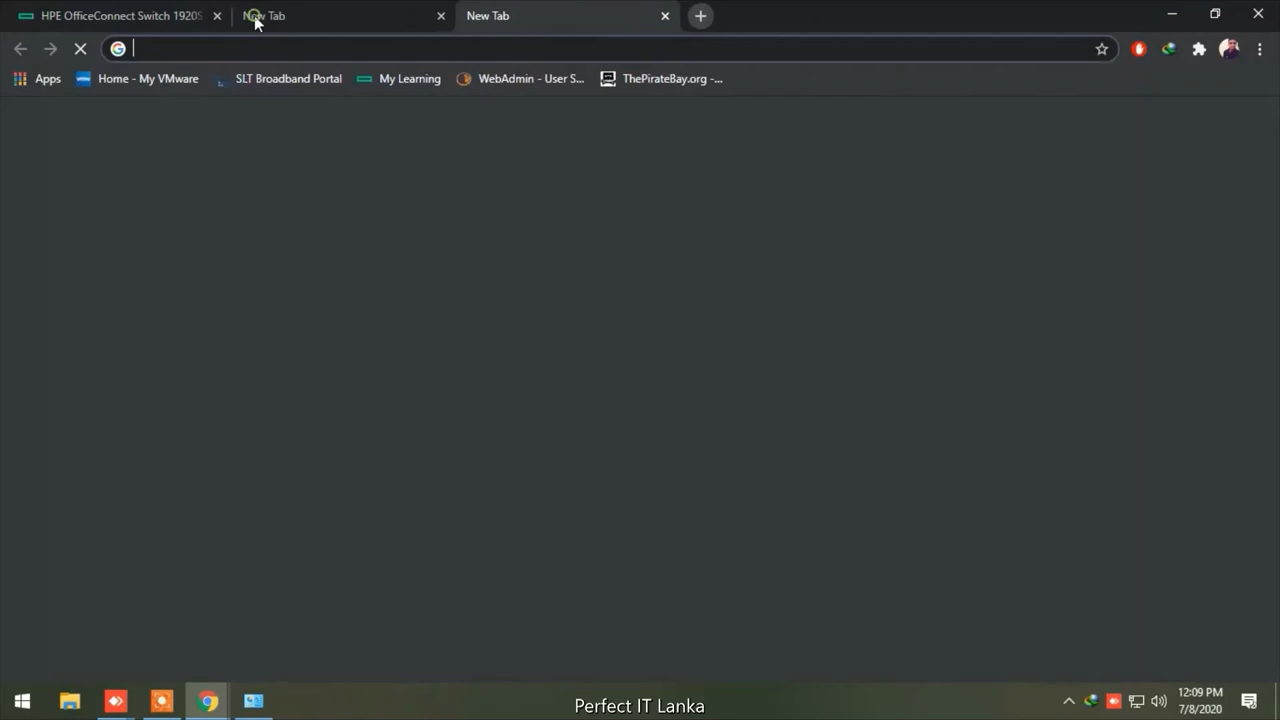 HPE OfficeConnect Switch 1920S
New Tab
New Tab
Apps
Home - My VMware
SLT Broadband Portal
My Learning
WebAdmin - User S...
ThePirateBay.org -...
12:09 PM
7/8/2020
Perfect IT Lanka